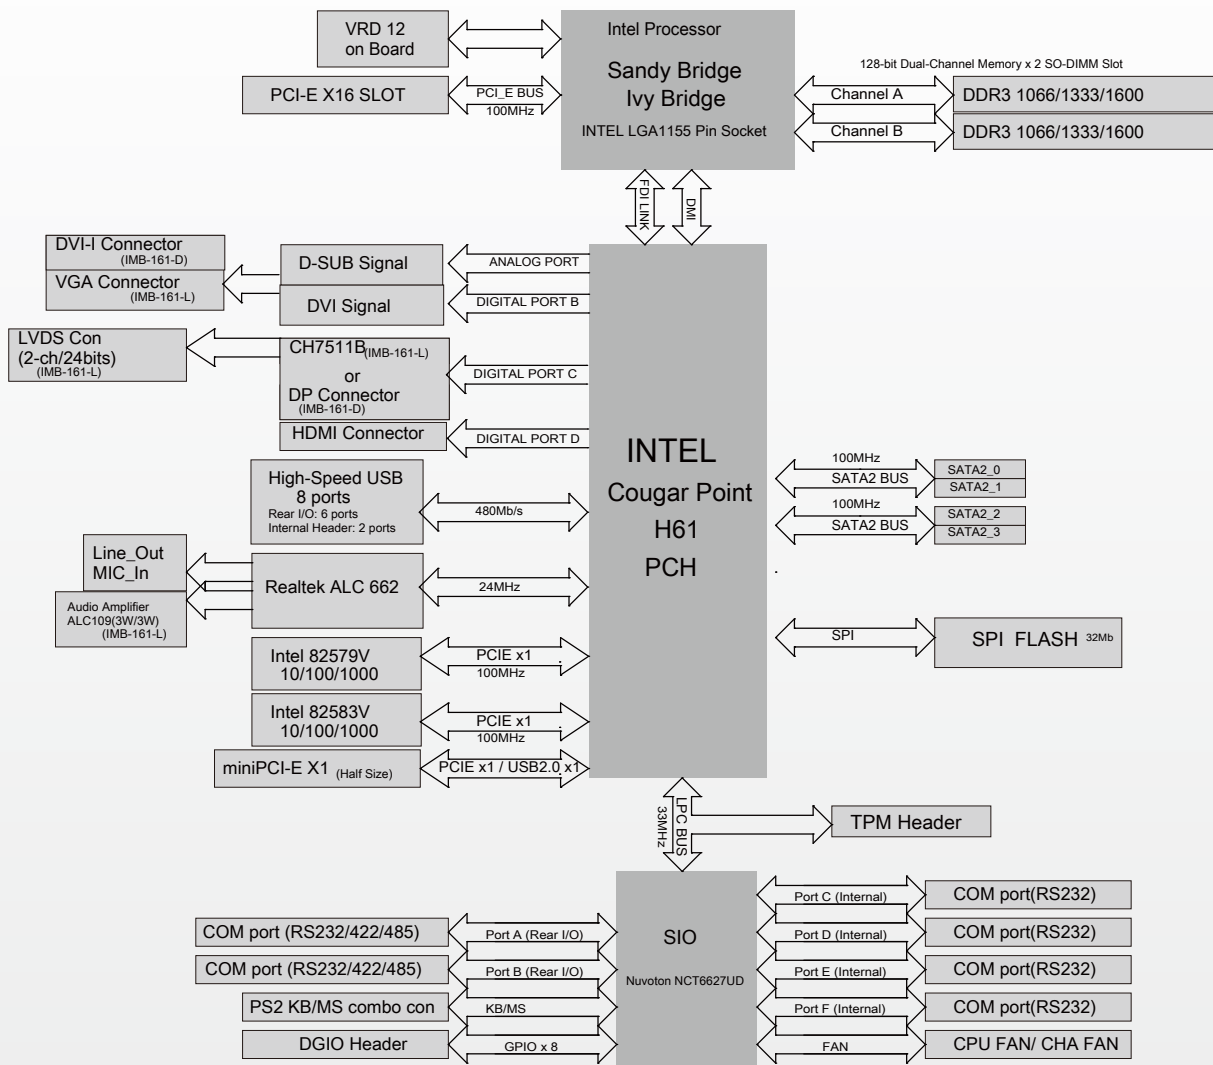 VRD 12
on Board
PCI-E X16 SLOT
PCI_E BUS
100MHz
Intel Processor
Sandy Bridge
Ivy Bridge
INTEL LGA1155 Pin Socket
128-bit Dual-Channel Memory x 2 SO-DIMM Slot
Channel A
DDR3 1066/1333/1600
Channel B
DDR3 1066/1333/1600
FDI LINK
DMI
DVI-I Connector
(IMB-161-D)
VGA Connector
(IMB-161-L)
D-SUB Signal
DVI Signal
ANALOG PORT
DIGITAL PORT B
LVDS Con
(2-ch/24bits)
(IMB-161-L)
CH7511B(IMB-161-L)
or
DP Connector
(IMB-161-D)
DIGITAL PORT C
HDMI Connector
DIGITAL PORT D
INTEL
Cougar Point
H61
PCH
High-Speed USB
8 ports
Rear I/O: 6 ports
Internal Header: 2 ports
480Mb/s
100MHz
SATA2 BUS
SATA2_0
SATA2_1
100MHz
SATA2 BUS
SATA2_2
SATA2_3
Line_Out
MIC_In
Audio Amplifier
ALC109(3W/3W)
(IMB-161-L)
Realtek ALC 662
24MHz
SPI
SPI FLASH 32Mb
Intel 82579V
10/100/1000
PCIE x1
100MHz
Intel 82583V
10/100/1000
PCIE x1
100MHz
miniPCI-E X1 (Half Size)
PCIE x1 / USB2.0 x1
LPC BUS
33MHz
TPM Header
SIO
Nuvoton NCT6627UD
COM port (RS232/422/485)
Port A (Rear I/O)
COM port (RS232/422/485)
Port B (Rear I/O)
PS2 KB/MS combo con
KB/MS
DGIO Header
GPIO x 8
Port C (Internal)
COM port(RS232)
Port D (Internal)
COM port(RS232)
Port E (Internal)
COM port(RS232)
Port F (Internal)
COM port(RS232)
FAN
CPU FAN/ CHA FAN